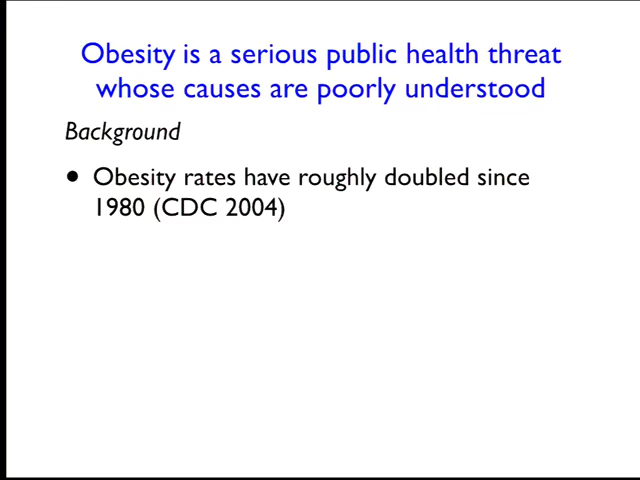 Obesity is a serious public health threat
whose causes are poorly understood
Background
• Obesity rates have roughly doubled since
1980 (CDC 2004)